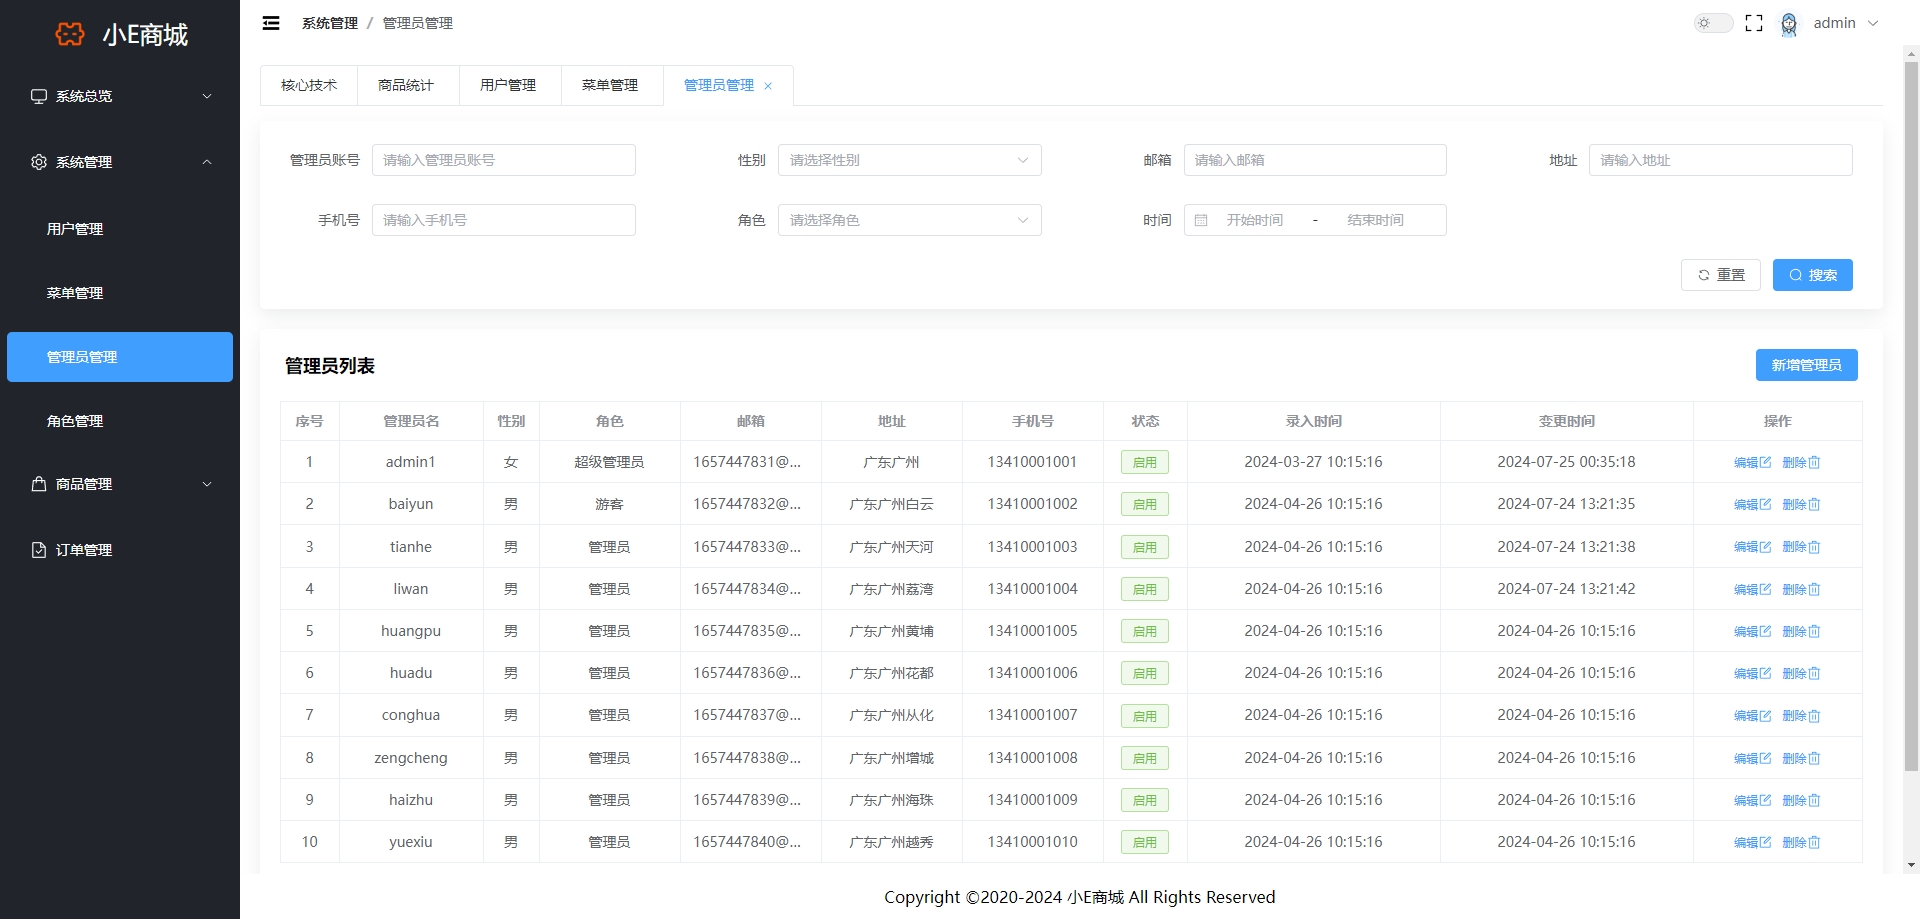 小E商城
系统总览
系统管理
用户管理
菜单管理
管理员管理
角色管理
商品管理
订单管理
系统管理 / 管理员管理
admin
核心技术 商品统计 用户管理 菜单管理 管理员管理
管理员账号 请输入管理员账号 性别 请选择性别 邮箱 请输入邮箱 地址 请输入地址
手机号 请输入手机号 角色 请选择角色 时间 开始时间 - 结束时间
重置 搜索
管理员列表 新增管理员
序号 管理员名 性别 角色 邮箱 地址 手机号 状态 录入时间 变更时间 操作
1 admin1 女 超级管理员 1657447831@... 广东广州 13410001001 启用 2024-03-27 10:15:16 2024-07-25 00:35:18 编辑 删除
2 baiyun 男 游客 1657447832@... 广东广州白云 13410001002 启用 2024-04-26 10:15:16 2024-07-24 13:21:35 编辑 删除
3 tianhe 男 管理员 1657447833@... 广东广州天河 13410001003 启用 2024-04-26 10:15:16 2024-07-24 13:21:38 编辑 删除
4 liwan 男 管理员 1657447834@... 广东广州荔湾 13410001004 启用 2024-04-26 10:15:16 2024-07-24 13:21:42 编辑 删除
5 huangpu 男 管理员 1657447835@... 广东广州黄埔 13410001005 启用 2024-04-26 10:15:16 2024-04-26 10:15:16 编辑 删除
6 huadu 男 管理员 1657447836@... 广东广州花都 13410001006 启用 2024-04-26 10:15:16 2024-04-26 10:15:16 编辑 删除
7 conghua 男 管理员 1657447837@... 广东广州从化 13410001007 启用 2024-04-26 10:15:16 2024-04-26 10:15:16 编辑 删除
8 zengcheng 男 管理员 1657447838@... 广东广州增城 13410001008 启用 2024-04-26 10:15:16 2024-04-26 10:15:16 编辑 删除
9 haizhu 男 管理员 1657447839@... 广东广州海珠 13410001009 启用 2024-04-26 10:15:16 2024-04-26 10:15:16 编辑 删除
10 yuexiu 男 管理员 1657447840@... 广东广州越秀 13410001010 启用 2024-04-26 10:15:16 2024-04-26 10:15:16 编辑 删除
Copyright ©2020-2024 小E商城 All Rights Reserved